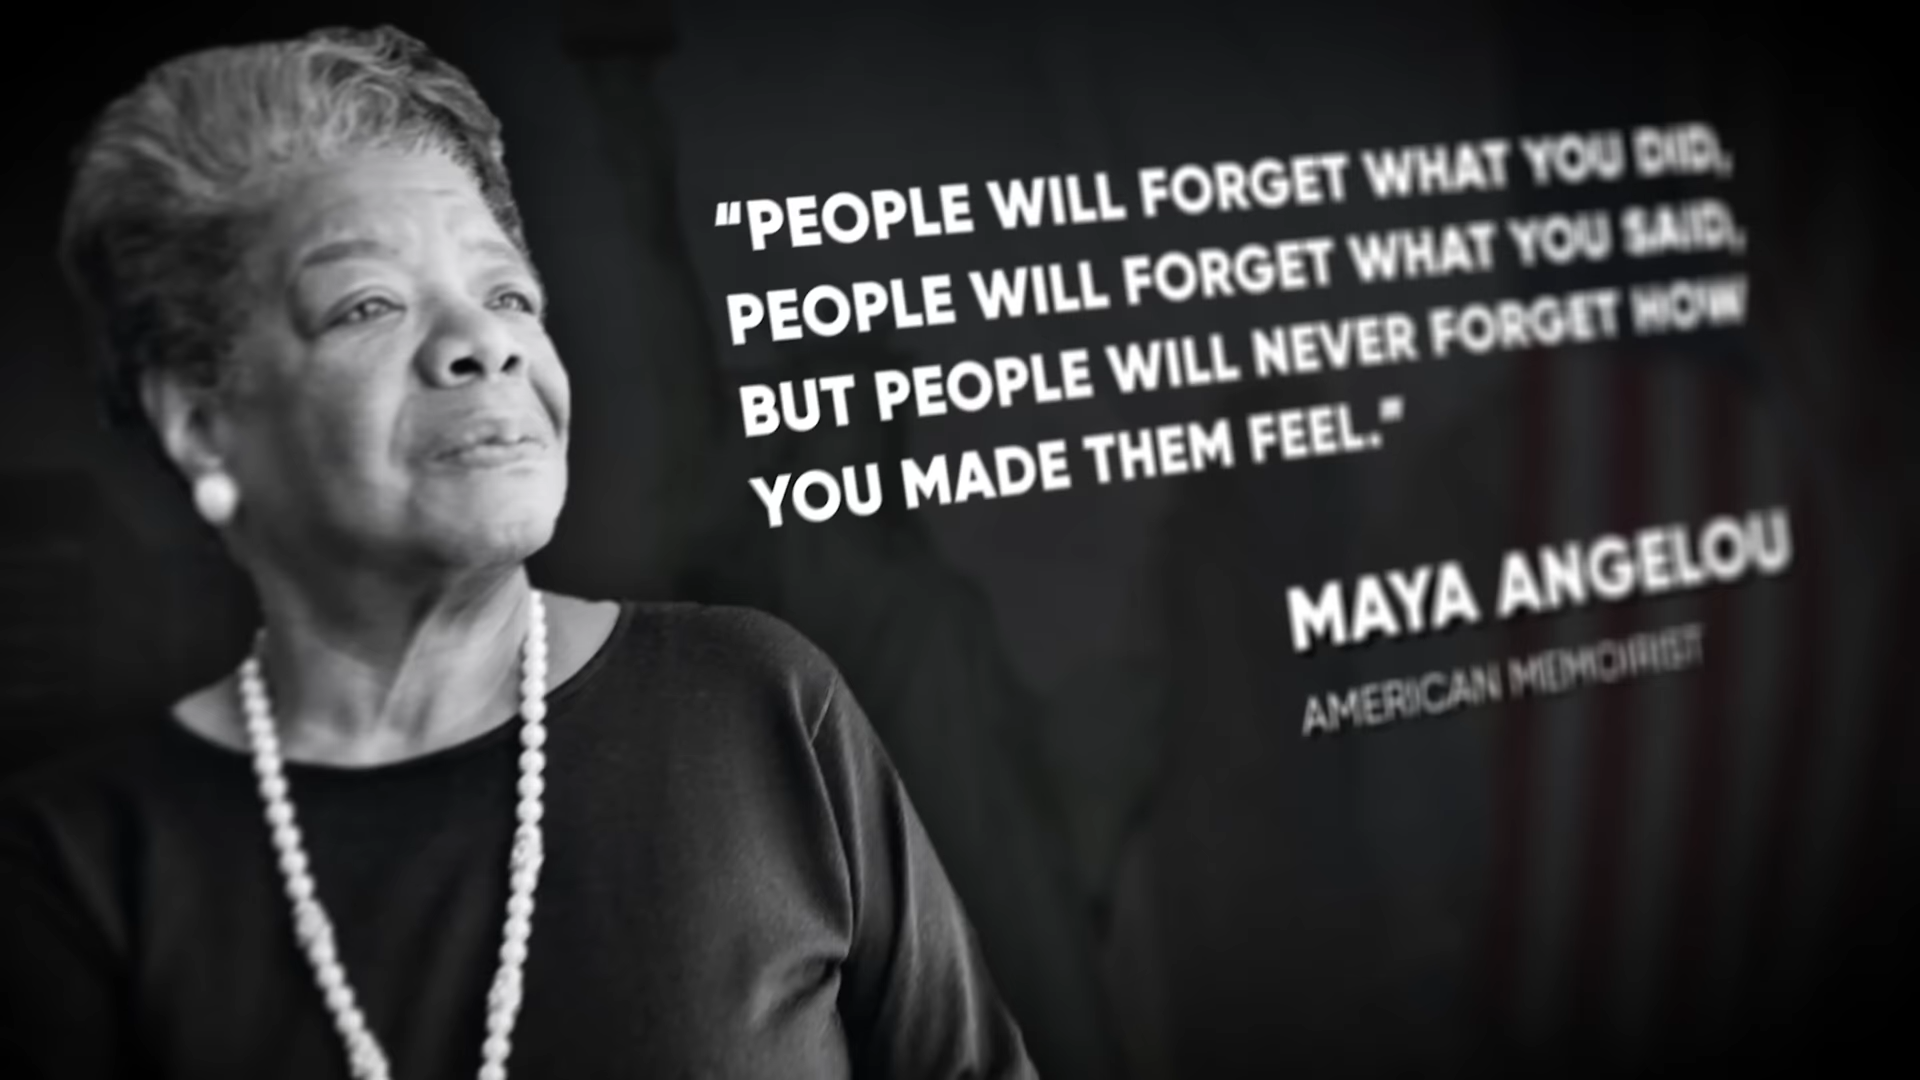 “PEOPLE WILL FORGET WHAT YOU DID,
PEOPLE WILL FORGET WHAT YOU SAID,
BUT PEOPLE WILL NEVER FORGET HOW
YOU MADE THEM FEEL.”
MAYA ANGELOU
AMERICAN MEMOIRIST